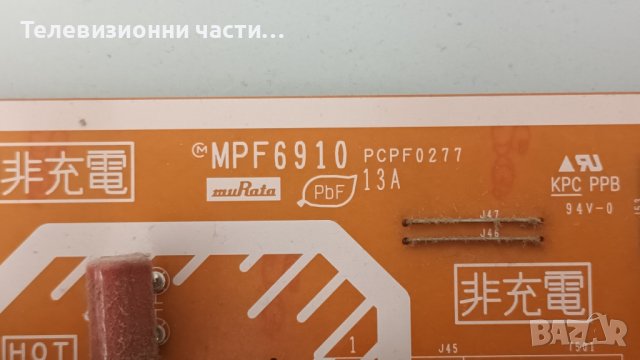 Телевизионни части...
MPF6910 PCPF0277
muRata PbF 13A
非充電
KPC PPB
94V-0
J47
J46
非充電
HOT
1
J45
BAZAR